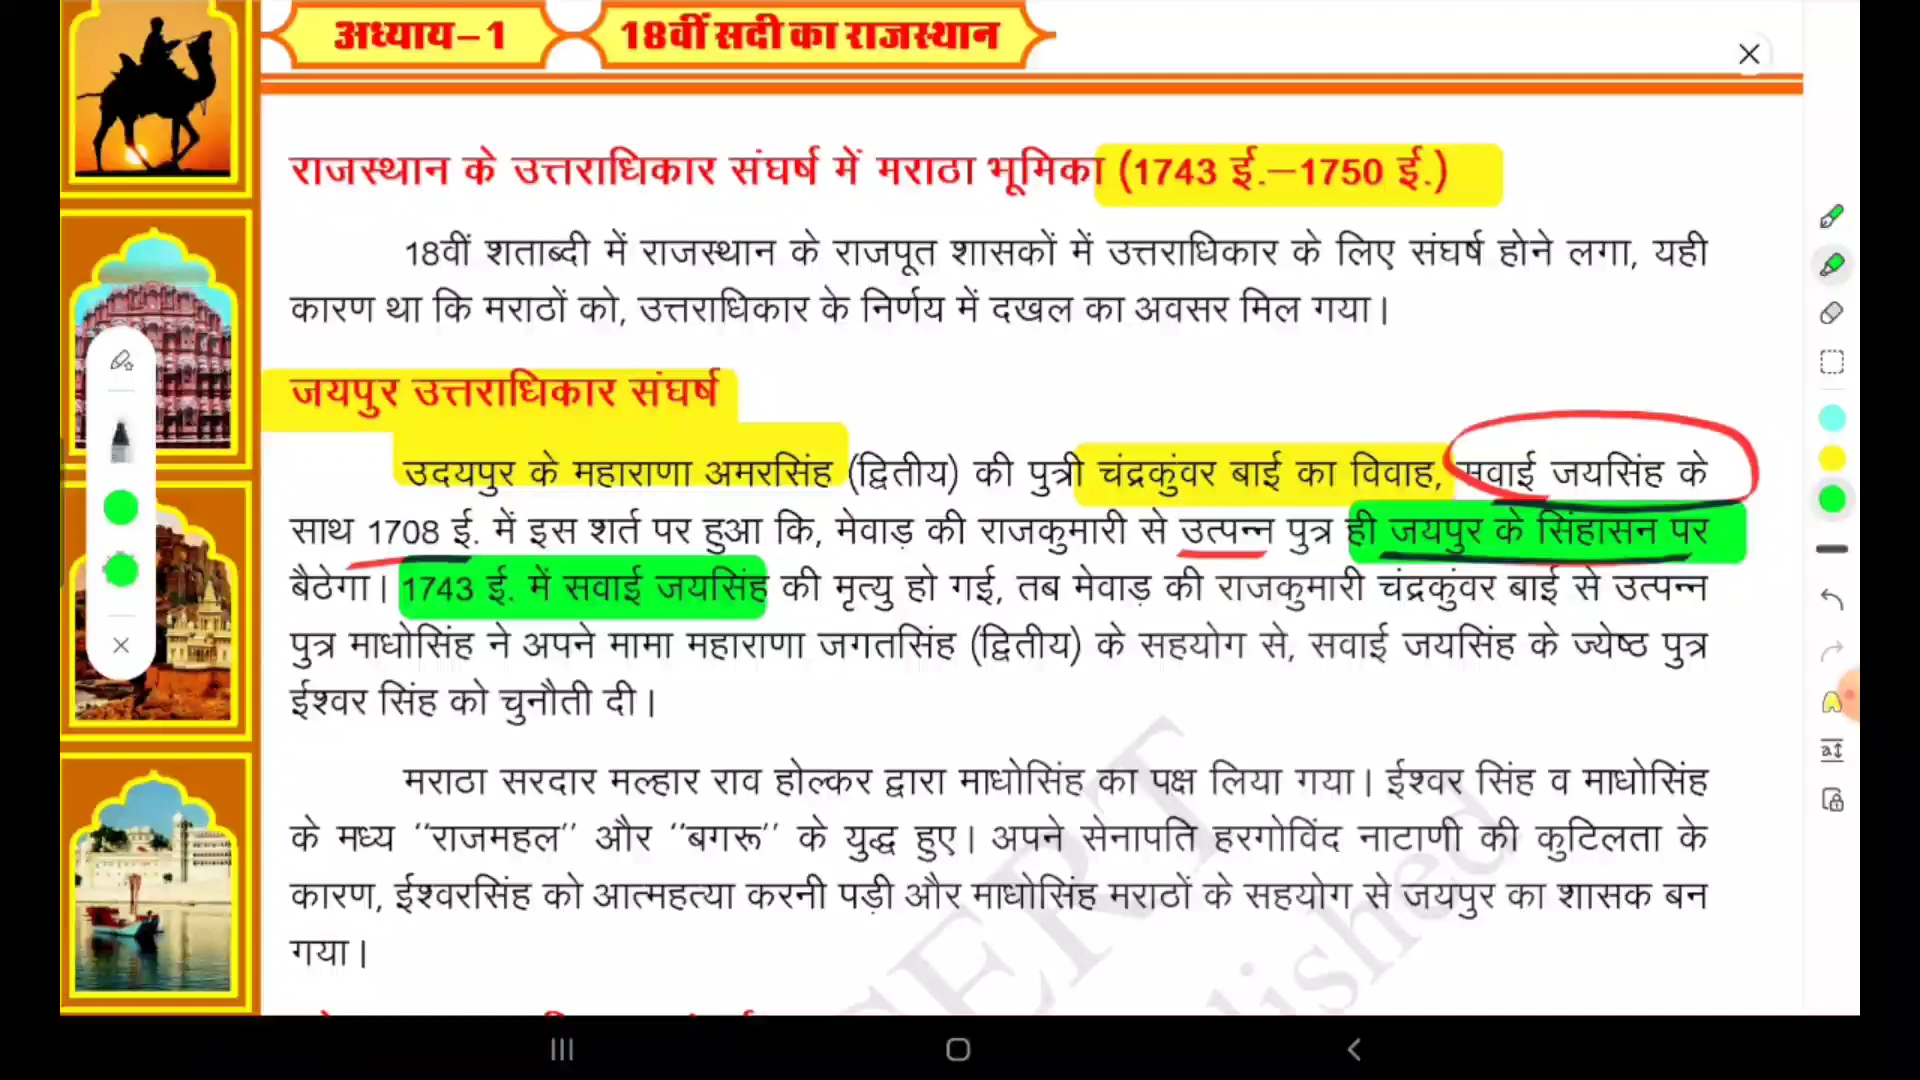 अध्याय–1
18वीं सदी का राजस्थान
राजस्थान के उत्तराधिकार संघर्ष में मराठा भूमिका (1743 ई.–1750 ई.)
18वीं शताब्दी में राजस्थान के राजपूत शासकों में उत्तराधिकार के लिए संघर्ष होने लगा, यही
कारण था कि मराठों को, उत्तराधिकार के निर्णय में दखल का अवसर मिल गया।
जयपुर उत्तराधिकार संघर्ष
उदयपुर के महाराणा अमरसिंह (द्वितीय) की पुत्री चंद्रकुंवर बाई का विवाह, सवाई जयसिंह के
साथ 1708 ई. में इस शर्त पर हुआ कि, मेवाड़ की राजकुमारी से उत्पन्न पुत्र ही जयपुर के सिंहासन पर
बैठेगा। 1743 ई. में सवाई जयसिंह की मृत्यु हो गई, तब मेवाड़ की राजकुमारी चंद्रकुंवर बाई से उत्पन्न
पुत्र माधोसिंह ने अपने मामा महाराणा जगतसिंह (द्वितीय) के सहयोग से, सवाई जयसिंह के ज्येष्ठ पुत्र
ईश्वर सिंह को चुनौती दी।
मराठा सरदार मल्हार राव होल्कर द्वारा माधोसिंह का पक्ष लिया गया। ईश्वर सिंह व माधोसिंह
के मध्य "राजमहल" और "बगरू" के युद्ध हुए। अपने सेनापति हरगोविंद नाटाणी की कुटिलता के
कारण, ईश्वरसिंह को आत्महत्या करनी पड़ी और माधोसिंह मराठों के सहयोग से जयपुर का शासक बन
गया।